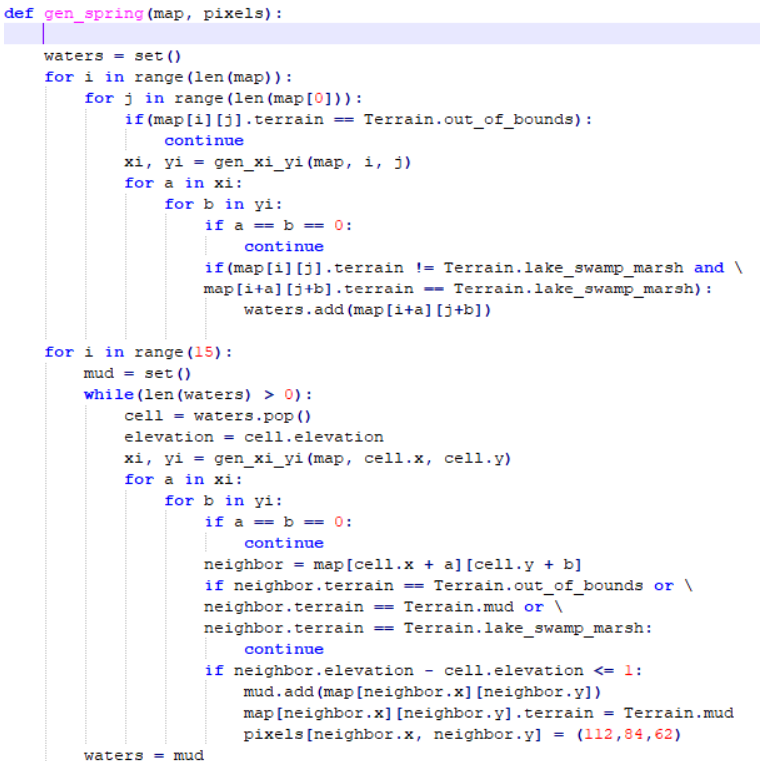 def gen_spring(map, pixels):
    waters = set()
    for i in range(len(map)):
        for j in range(len(map[0])):
            if(map[i][j].terrain == Terrain.out_of_bounds):
                continue
            xi, yi = gen_xi_yi(map, i, j)
            for a in xi:
                for b in yi:
                    if a == b == 0:
                        continue
                    if(map[i][j].terrain != Terrain.lake_swamp_marsh and \
                    map[i+a][j+b].terrain == Terrain.lake_swamp_marsh):
                        waters.add(map[i+a][j+b])
    for i in range(15):
        mud = set()
        while(len(waters) > 0):
            cell = waters.pop()
            elevation = cell.elevation
            xi, yi = gen_xi_yi(map, cell.x, cell.y)
            for a in xi:
                for b in yi:
                    if a == b == 0:
                        continue
                    neighbor = map[cell.x + a][cell.y + b]
                    if neighbor.terrain == Terrain.out_of_bounds or \
                    neighbor.terrain == Terrain.mud or \
                    neighbor.terrain == Terrain.lake_swamp_marsh:
                        continue
                    if neighbor.elevation - cell.elevation <= 1:
                        mud.add(map[neighbor.x][neighbor.y])
                        map[neighbor.x][neighbor.y].terrain = Terrain.mud
                        pixels[neighbor.x, neighbor.y] = (112,84,62)
        waters = mud